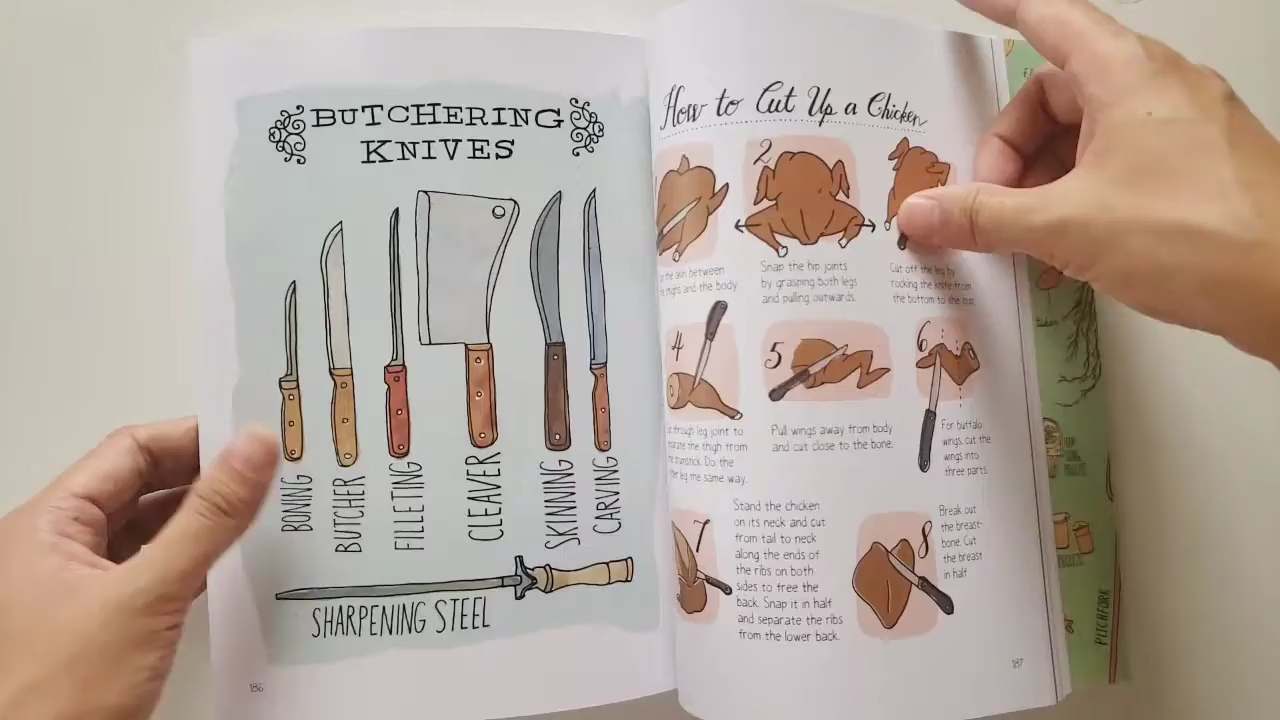 BUTCHERING
KNIVES
BONING
BUTCHER
FILLETING
CLEAVER
SKINNING
CARVING
SHARPENING STEEL
186
How to Cut Up a Chicken
the skin between
thighs and the body
2
Snap the hip joints
by grasping both legs
and pulling outwards.
Cut off the leg by
rocking the knife from
the bottom to the top.
4
through leg joint to
the thigh from
drumstick. Do the
leg the same way.
5
Pull wings away from body
and cut close to the bone.
6
For buffalo
wings, cut the
wings into
three parts.
7
Stand the chicken
on its neck and cut
from tail to neck
along the ends of
the ribs on both
sides to free the
back. Snap it in half
and separate the ribs
from the lower back.
8
Break out
the breast-
bone. Cut
the breast
in half
187
PITCHFORK